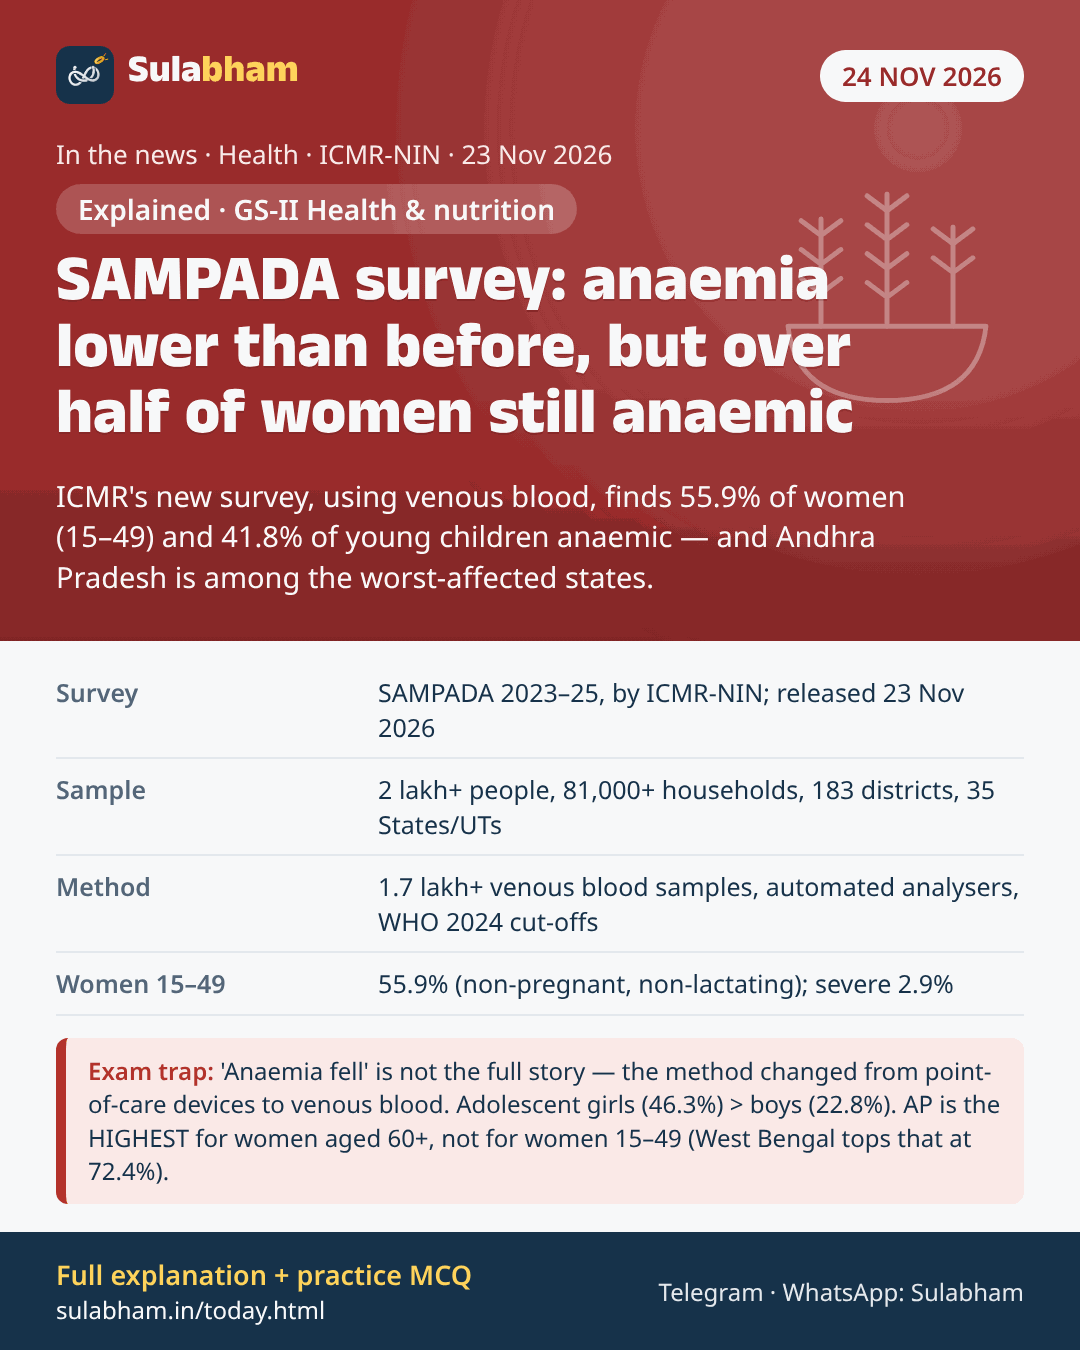 Sulabham
24 NOV 2026
In the news · Health · ICMR-NIN · 23 Nov 2026
Explained · GS-II Health & nutrition
SAMPADA survey: anaemia
lower than before, but over
half of women still anaemic
ICMR's new survey, using venous blood, finds 55.9% of women
(15–49) and 41.8% of young children anaemic — and Andhra
Pradesh is among the worst-affected states.
Survey
SAMPADA 2023–25, by ICMR-NIN; released 23 Nov
2026
Sample
2 lakh+ people, 81,000+ households, 183 districts, 35
States/UTs
Method
1.7 lakh+ venous blood samples, automated analysers,
WHO 2024 cut-offs
Women 15–49
55.9% (non-pregnant, non-lactating); severe 2.9%
Exam trap: 'Anaemia fell' is not the full story — the method changed from point-
of-care devices to venous blood. Adolescent girls (46.3%) > boys (22.8%). AP is the
HIGHEST for women aged 60+, not for women 15–49 (West Bengal tops that at
72.4%).
Full explanation + practice MCQ
sulabham.in/today.html
Telegram · WhatsApp: Sulabham